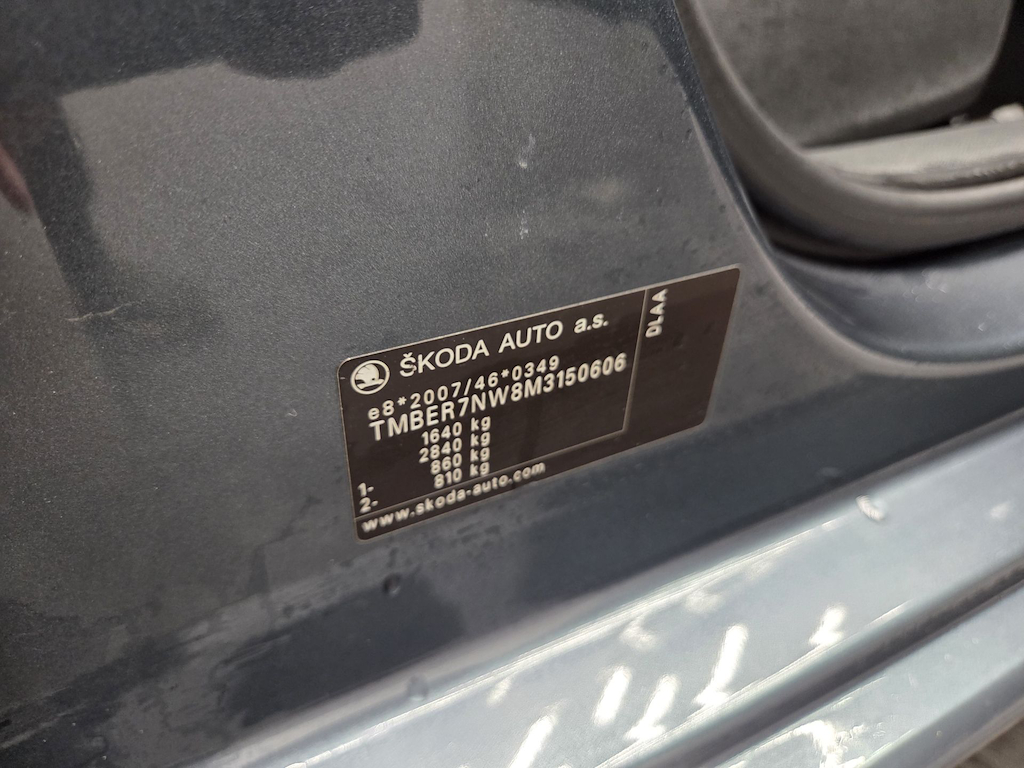 ŠKODA AUTO a.s.
e8*2007/46*0349
TMBER7NW8M3150606
1640 kg
2840 kg
1- 860 kg
2- 810 kg
www.skoda-auto.com
DLAA